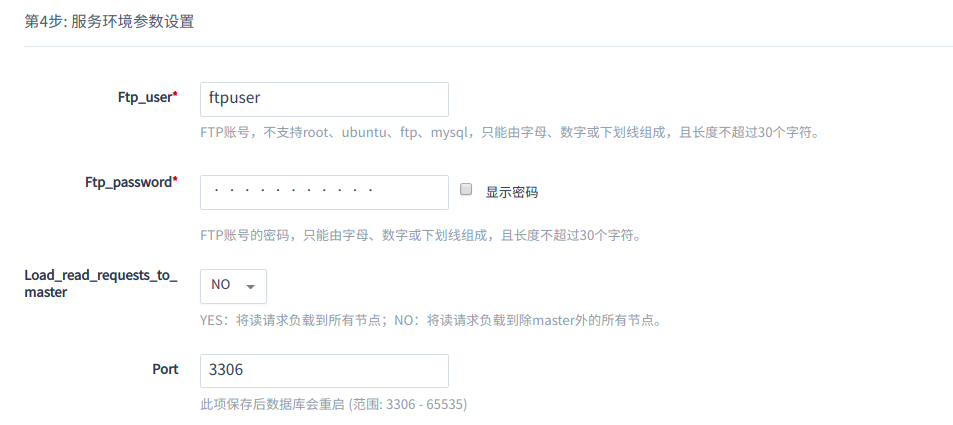 第4步: 服务环境参数设置
Ftp_user*
ftpuser
FTP账号，不支持root、ubuntu、ftp、mysql，只能由字母、数字或下划线组成，且长度不超过30个字符。
Ftp_password*
···········
显示密码
FTP账号的密码，只能由字母、数字或下划线组成，且长度不超过30个字符。
Load_read_requests_to_
master
NO
YES：将读请求负载到所有节点；NO：将读请求负载到除master外的所有节点。
Port
3306
此项保存后数据库会重启 (范围: 3306 - 65535)